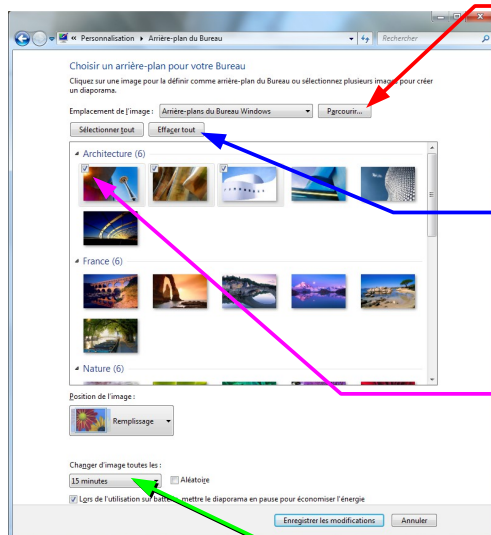 « Personnalisation ▸ Arrière-plan du Bureau
Rechercher
Choisir un arrière-plan pour votre Bureau
Cliquez sur une image pour la définir comme arrière-plan du Bureau ou sélectionnez plusieurs images pour créer
un diaporama.
Emplacement de l'image : Arrière-plans du Bureau Windows Parcourir...
Sélectionner tout Effacer tout
Architecture (6)
France (6)
Nature (6)
Position de l'image :
Remplissage
Changer d'image toutes les :
15 minutes Aléatoire
Lors de l'utilisation sur batterie, mettre le diaporama en pause pour économiser l'énergie
Enregistrer les modifications Annuler